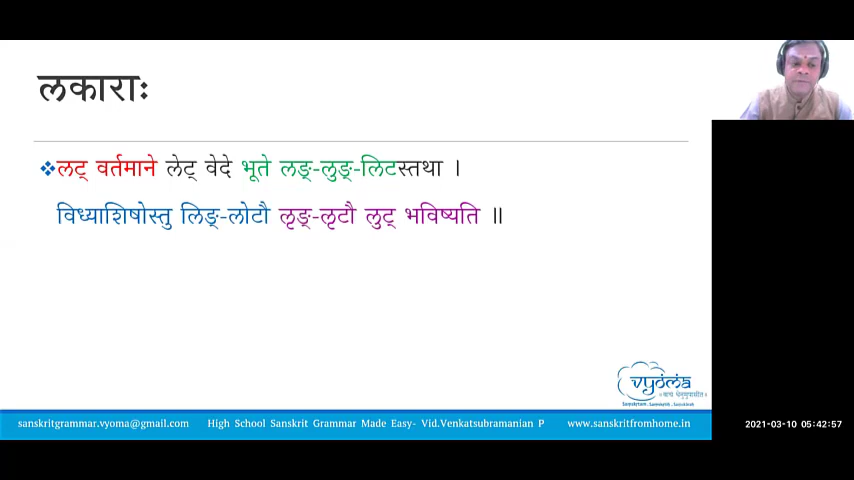 लकाराः
❖लट् वर्तमाने लेट् वेदे भूते लङ्-लुङ्-लिटस्तथा ।
विध्याशिषोस्तु लिङ्-लोटौ लृङ्-लृटौ लुट् भविष्यति ॥
vyoma
sanskritgrammar.vyoma@gmail.com High School Sanskrit Grammar Made Easy- Vid.Venkatsubramanian P www.sanskritfromhome.in
2021-03-10 05:42:57